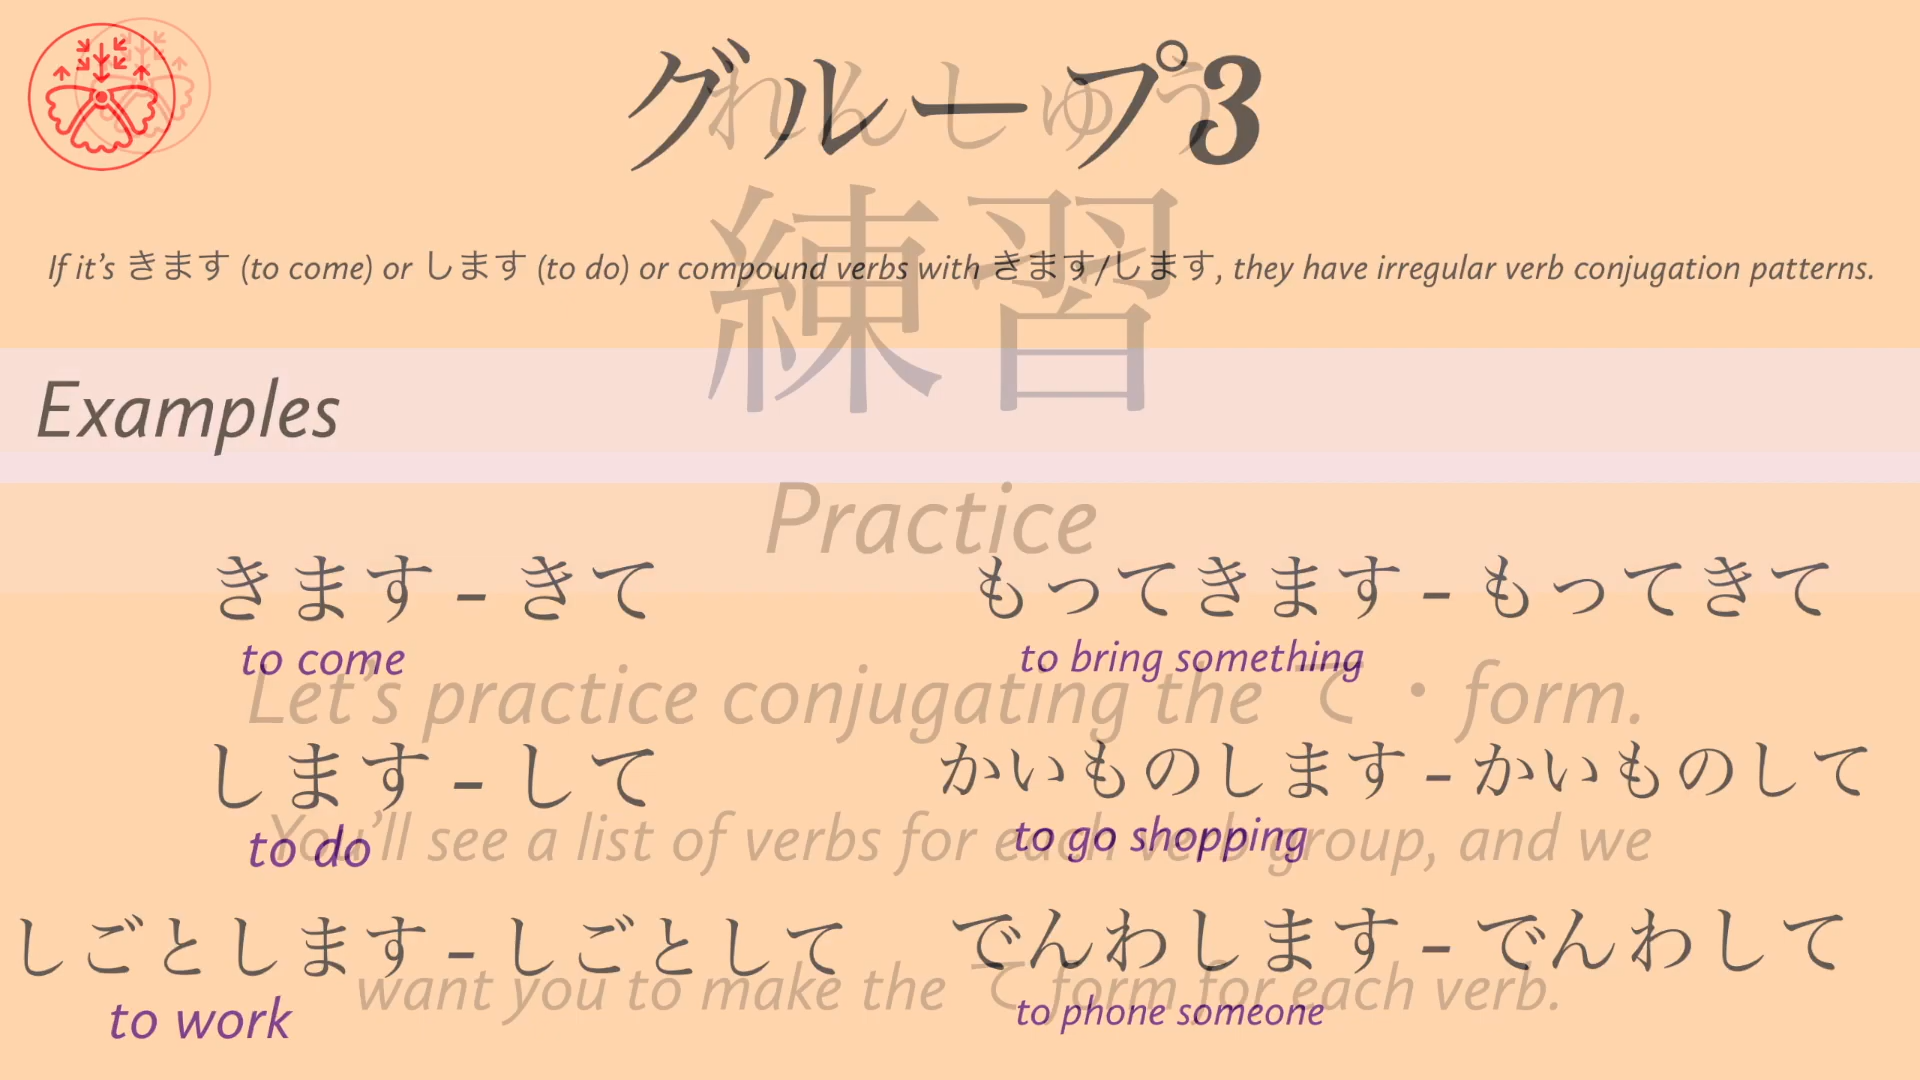 グループ3
れんしゅう
練習
If it's きます (to come) or します (to do) or compound verbs with きます/します, they have irregular verb conjugation patterns.
Examples
Practice
きます – きて
to come
もってきます – もってきて
to bring something
Let's practice conjugating the て・form.
します – して
to do
かいものします – かいものして
to go shopping
You'll see a list of verbs for each verb group, and we
しごとします – しごとして
to work
でんわします – でんわして
to phone someone
want you to make the て form for each verb.